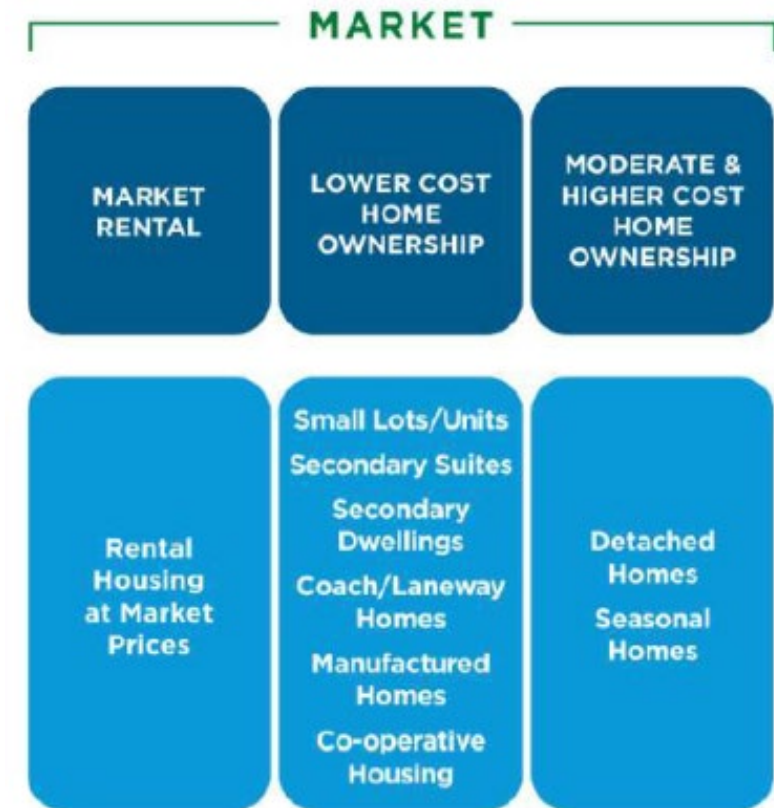 MARKET
MARKET
RENTAL
LOWER COST
HOME
OWNERSHIP
MODERATE &
HIGHER COST
HOME
OWNERSHIP
Rental
Housing
at Market
Prices
Small Lots/Units
Secondary Suites
Secondary
Dwellings
Coach/Laneway
Homes
Manufactured
Homes
Co-operative
Housing
Detached
Homes
Seasonal
Homes